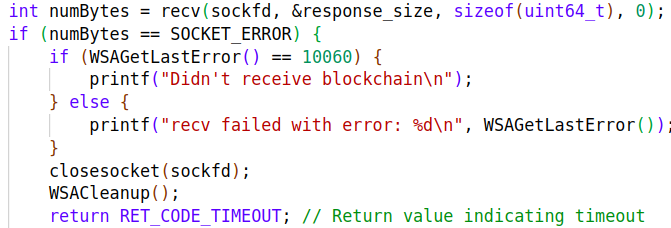 int numBytes = recv(sockfd, &response_size, sizeof(uint64_t), 0);
if (numBytes == SOCKET_ERROR) {
    if (WSAGetLastError() == 10060) {
        printf("Didn't receive blockchain\n");
    } else {
        printf("recv failed with error: %d\n", WSAGetLastError());
    }
    closesocket(sockfd);
    WSACleanup();
    return RET_CODE_TIMEOUT; // Return value indicating timeout